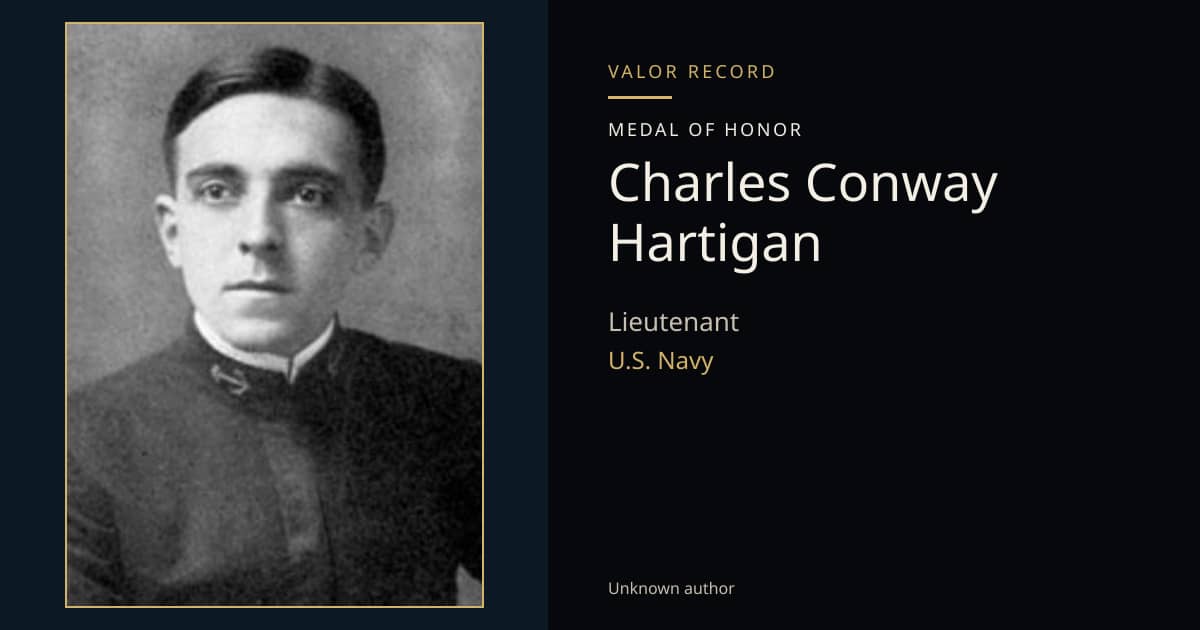 VALOR RECORD
MEDAL OF HONOR
Charles Conway
Hartigan
Lieutenant
U.S. Navy
Unknown author